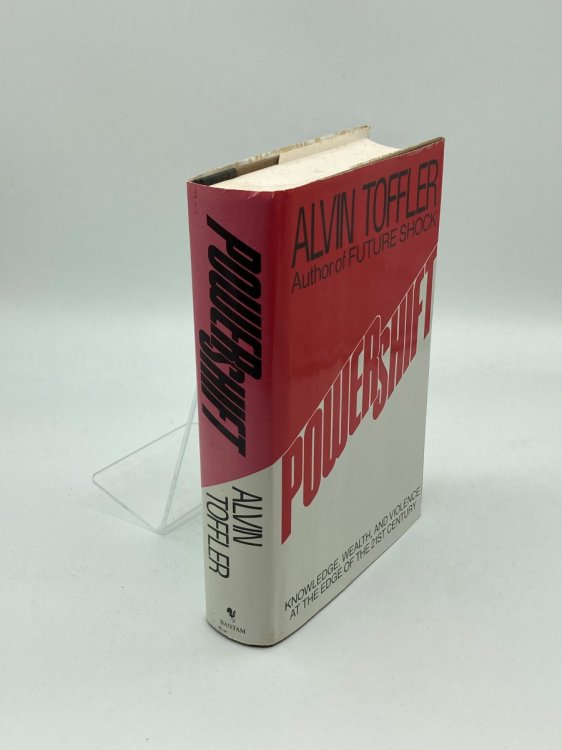 ALVIN TOFFLER
Author of FUTURE SHOCK
POWERSHIFT
KNOWLEDGE, WEALTH, AND VIOLENCE
AT THE EDGE OF THE 21ST CENTURY
POWERSHIFT
ALVIN
TOFFLER
BANTAM